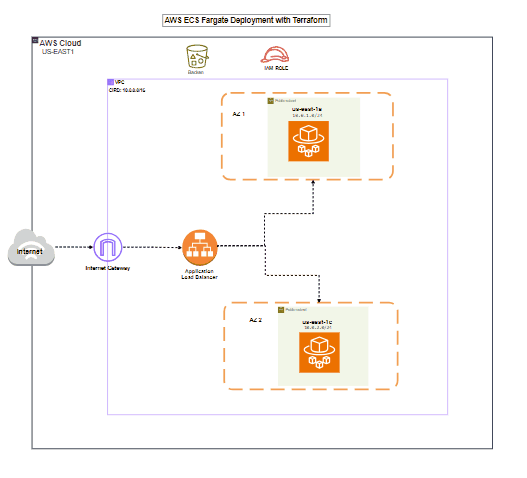 AWS ECS Fargate Deployment with Terraform
AWS Cloud
US-EAST1
Backen
IAM ROLE
VPC
CIRD: 10.0.0.0/16
AZ 1
Public subnet
us-east-1a
10.0.1.0/24
Internet
Internet Gateway
Application
Load Balancer
AZ 2
Public subnet
us-east-1c
10.0.2.0/24